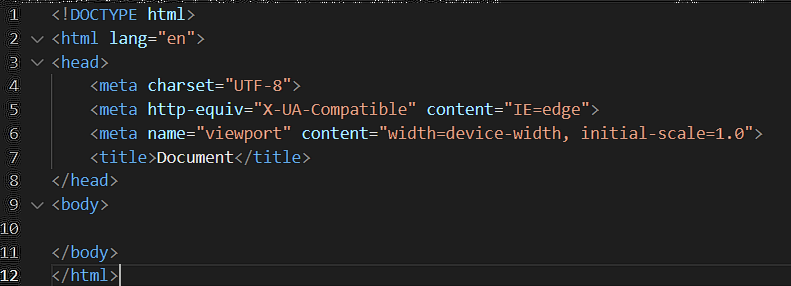 1 <!DOCTYPE html>
2 <html lang="en">
3 <head>
4 <meta charset="UTF-8">
5 <meta http-equiv="X-UA-Compatible" content="IE=edge">
6 <meta name="viewport" content="width=device-width, initial-scale=1.0">
7 <title>Document</title>
8 </head>
9 <body>
10
11 </body>
12 </html>